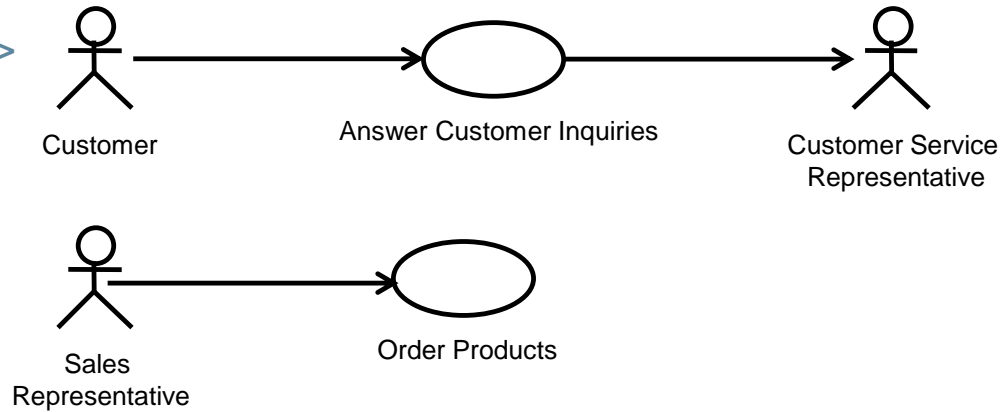 >
Customer
Answer Customer Inquiries
Customer Service
Representative
Sales
Representative
Order Products